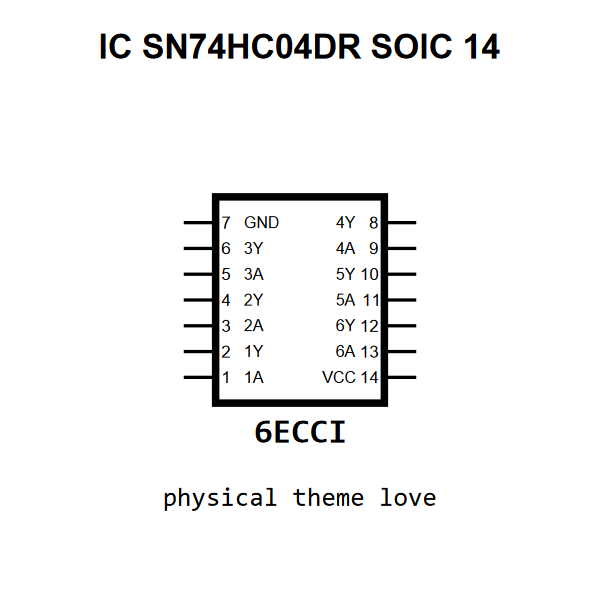 IC SN74HC04DR SOIC 14
7 GND 4Y 8
6 3Y 4A 9
5 3A 5Y 10
4 2Y 5A 11
3 2A 6Y 12
2 1Y 6A 13
1 1A VCC 14
6ECCI
physical theme love